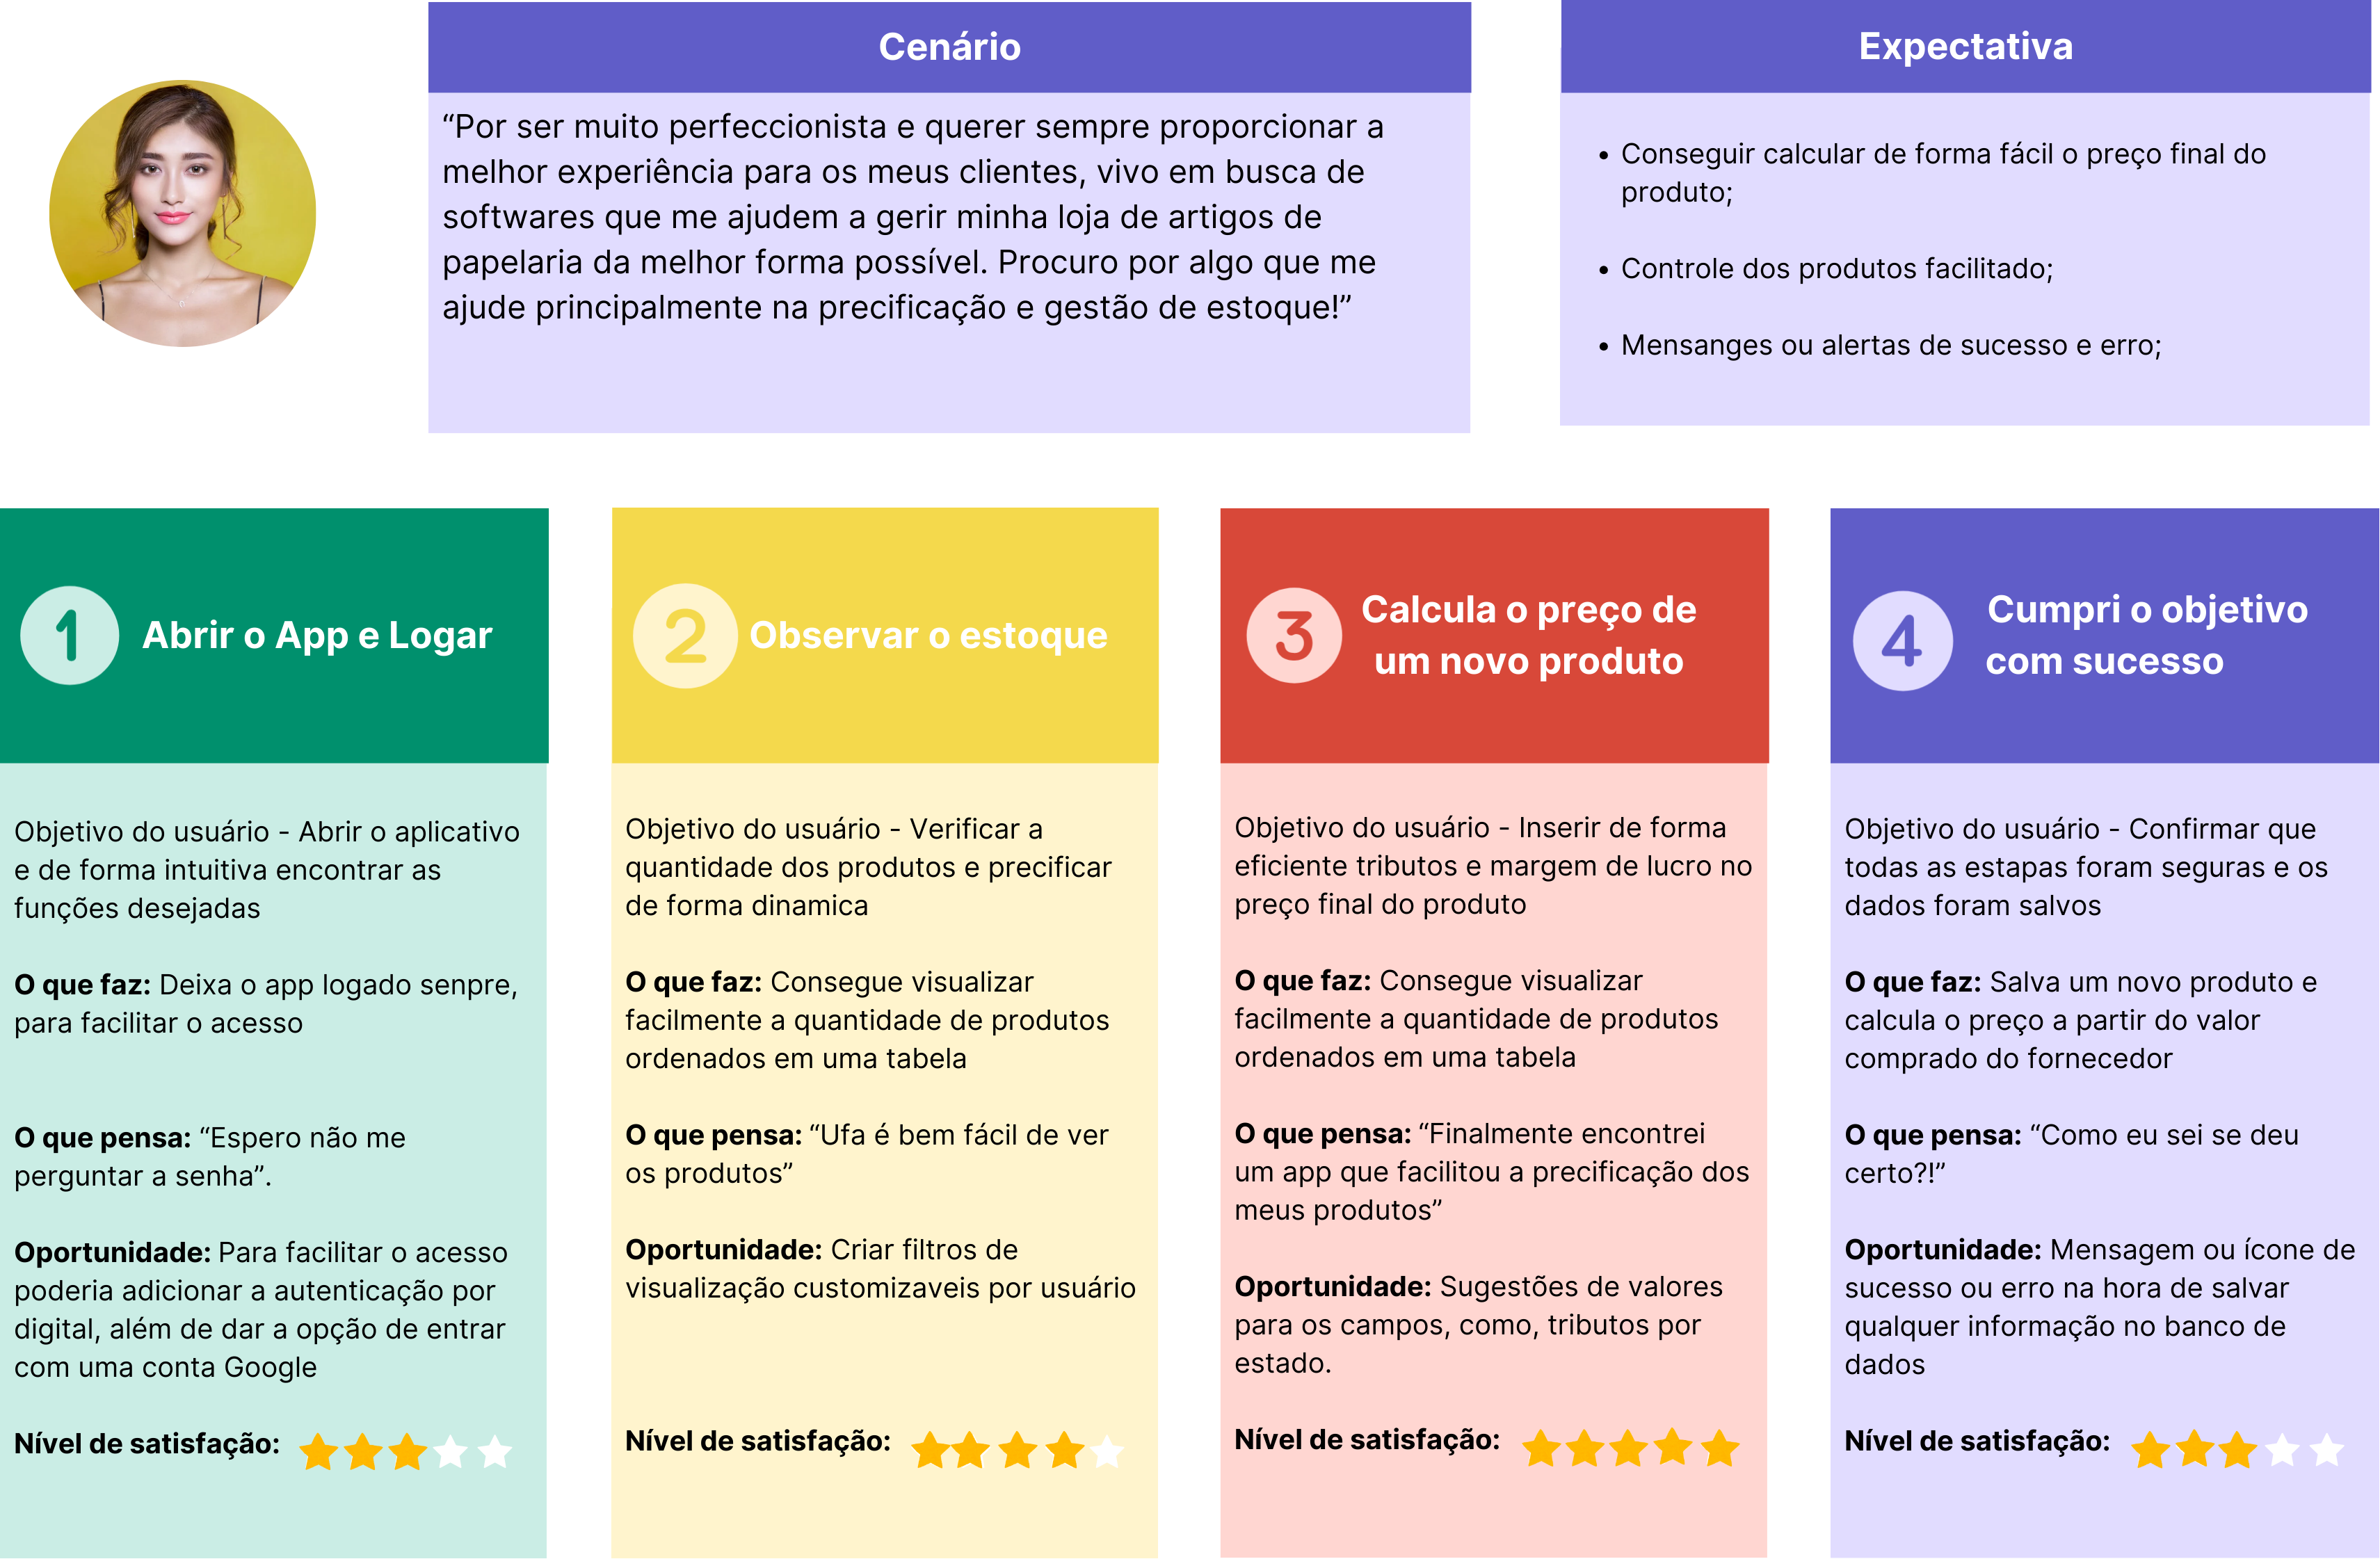 Cenário
“Por ser muito perfeccionista e querer sempre proporcionar a
melhor experiência para os meus clientes, vivo em busca de
softwares que me ajudem a gerir minha loja de artigos de
papelaria da melhor forma possível. Procuro por algo que me
ajude principalmente na precificação e gestão de estoque!”
Expectativa
• Conseguir calcular de forma fácil o preço final do
produto;
• Controle dos produtos facilitado;
• Mensanges ou alertas de sucesso e erro;
1
Abrir o App e Logar
Objetivo do usuário - Abrir o aplicativo
e de forma intuitiva encontrar as
funções desejadas
O que faz: Deixa o app logado senpre,
para facilitar o acesso
O que pensa: “Espero não me
perguntar a senha”.
Oportunidade: Para facilitar o acesso
poderia adicionar a autenticação por
digital, além de dar a opção de entrar
com uma conta Google
Nível de satisfação:
2
Observar o estoque
Objetivo do usuário - Verificar a
quantidade dos produtos e precificar
de forma dinamica
O que faz: Consegue visualizar
facilmente a quantidade de produtos
ordenados em uma tabela
O que pensa: “Ufa é bem fácil de ver
os produtos”
Oportunidade: Criar filtros de
visualização customizaveis por usuário
Nível de satisfação:
3
Calcula o preço de
um novo produto
Objetivo do usuário - Inserir de forma
eficiente tributos e margem de lucro no
preço final do produto
O que faz: Consegue visualizar
facilmente a quantidade de produtos
ordenados em uma tabela
O que pensa: “Finalmente encontrei
um app que facilitou a precificação dos
meus produtos”
Oportunidade: Sugestões de valores
para os campos, como, tributos por
estado.
Nível de satisfação:
4
Cumpri o objetivo
com sucesso
Objetivo do usuário - Confirmar que
todas as estapas foram seguras e os
dados foram salvos
O que faz: Salva um novo produto e
calcula o preço a partir do valor
comprado do fornecedor
O que pensa: “Como eu sei se deu
certo?!”
Oportunidade: Mensagem ou ícone de
sucesso ou erro na hora de salvar
qualquer informação no banco de
dados
Nível de satisfação: